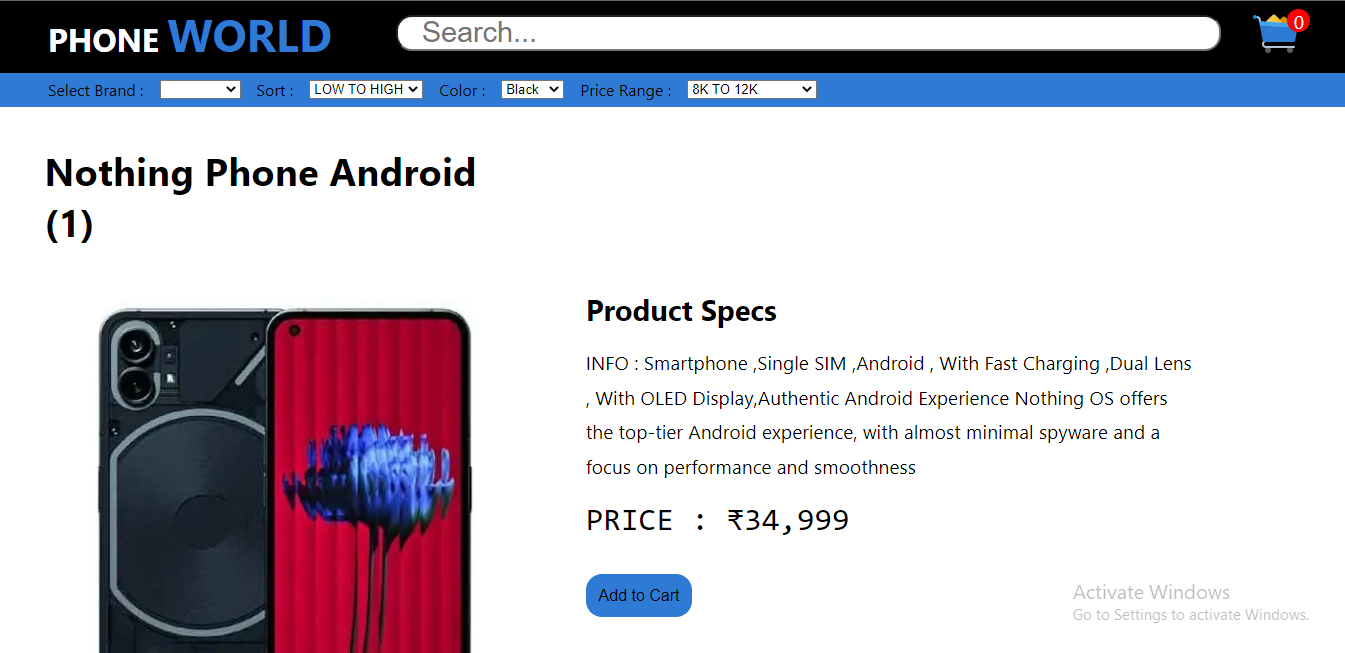 PHONE WORLD Search... 0
Select Brand : Sort : LOW TO HIGH Color : Black Price Range : 8K TO 12K
Nothing Phone Android
(1)
Product Specs
INFO : Smartphone ,Single SIM ,Android , With Fast Charging ,Dual Lens
, With OLED Display,Authentic Android Experience Nothing OS offers
the top-tier Android experience, with almost minimal spyware and a
focus on performance and smoothness
PRICE : ₹34,999
Add to Cart
Activate Windows
Go to Settings to activate Windows.